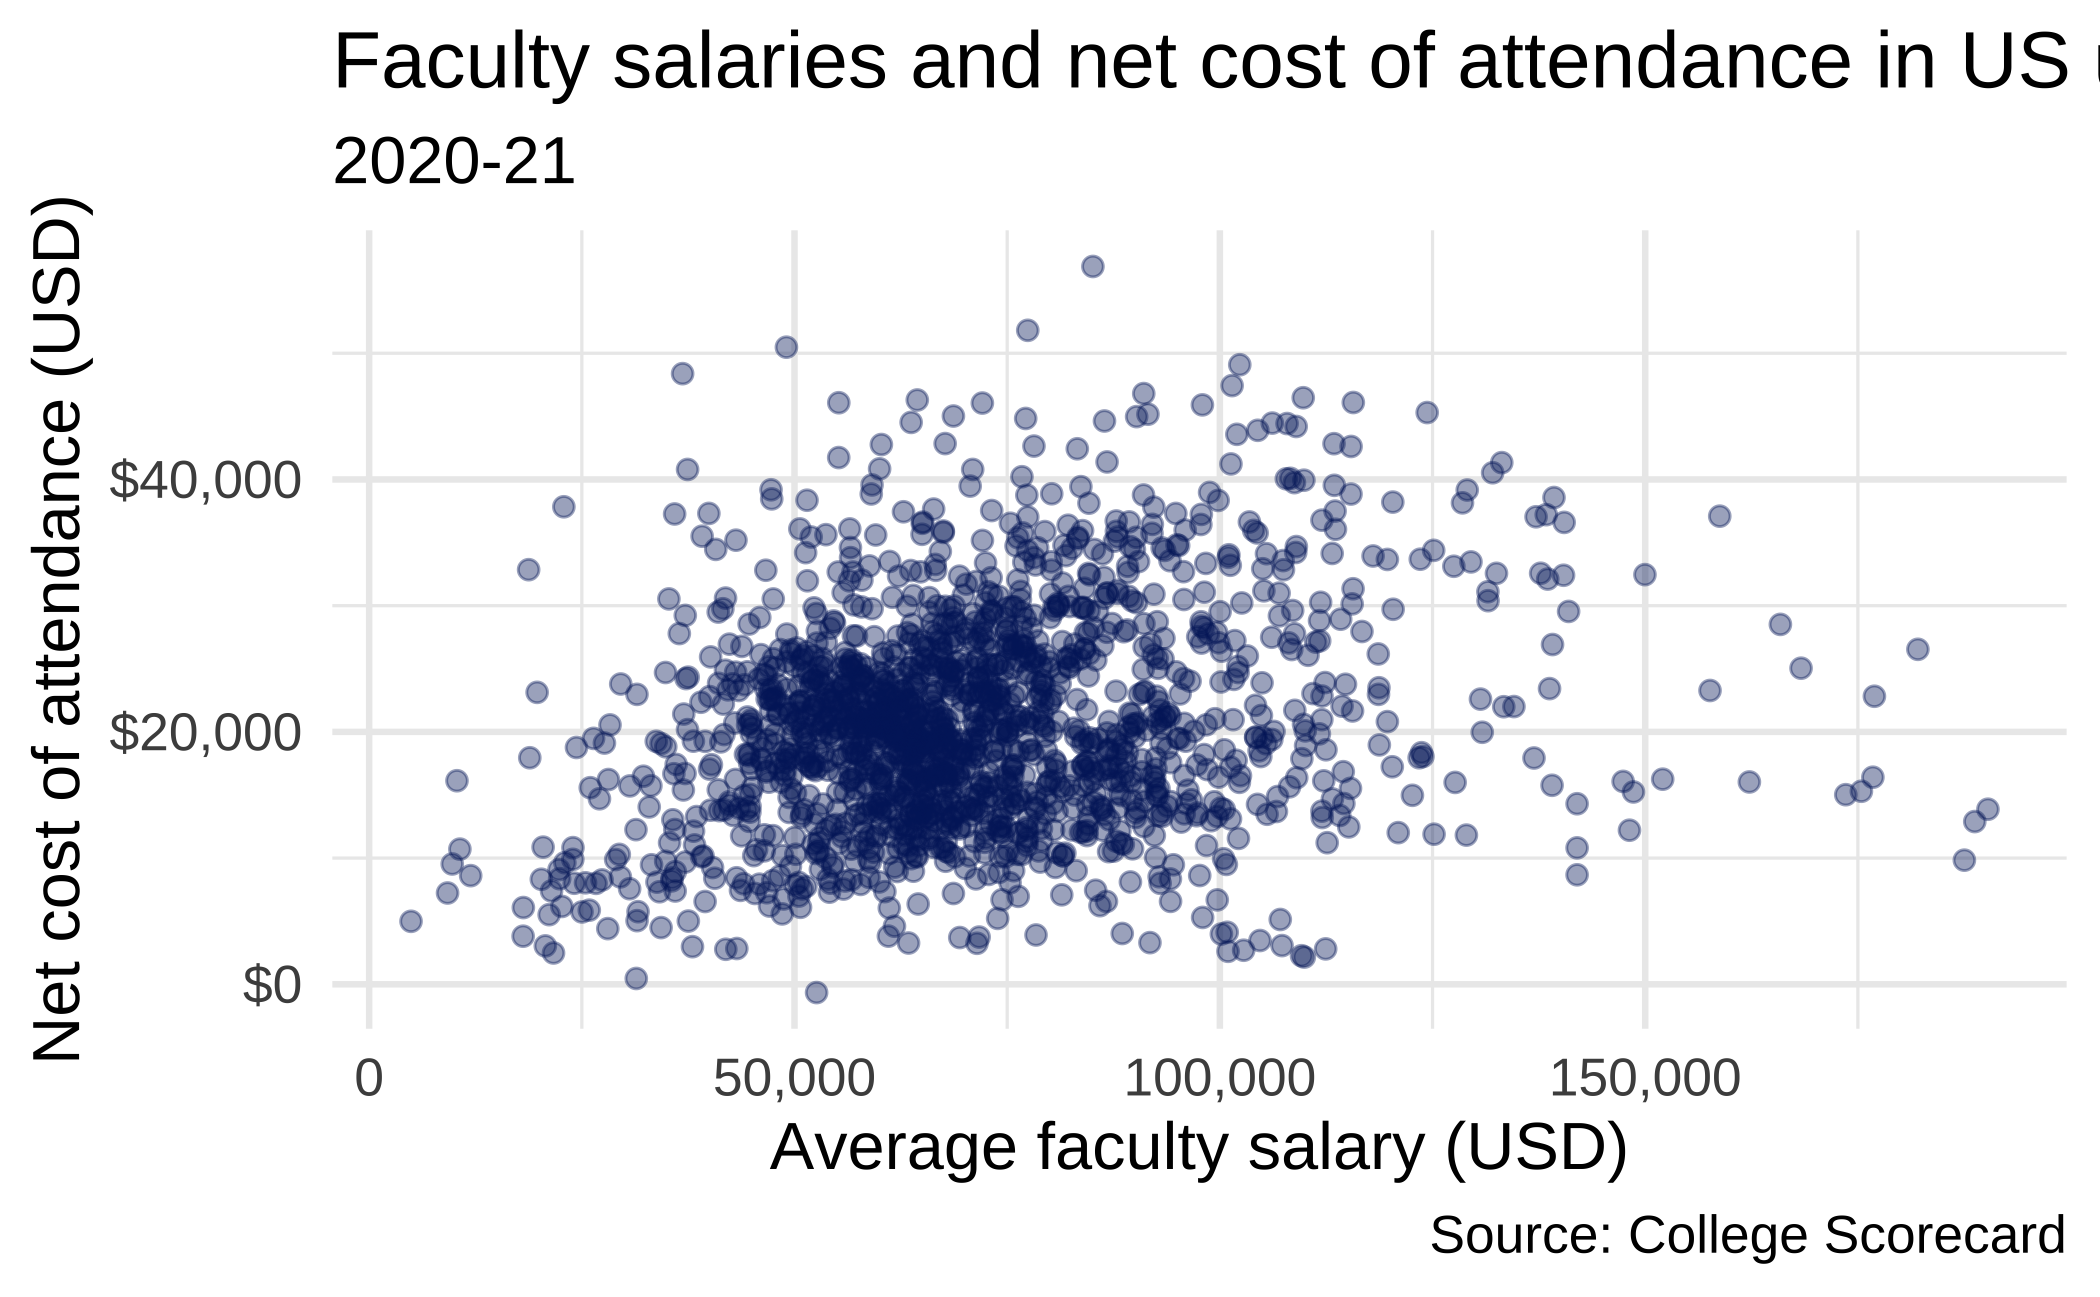 Faculty salaries and net cost of attendance in US
2020-21
Net cost of attendance (USD)
$40,000
$20,000
$0
0 50,000 100,000 150,000
Average faculty salary (USD)
Source: College Scorecard